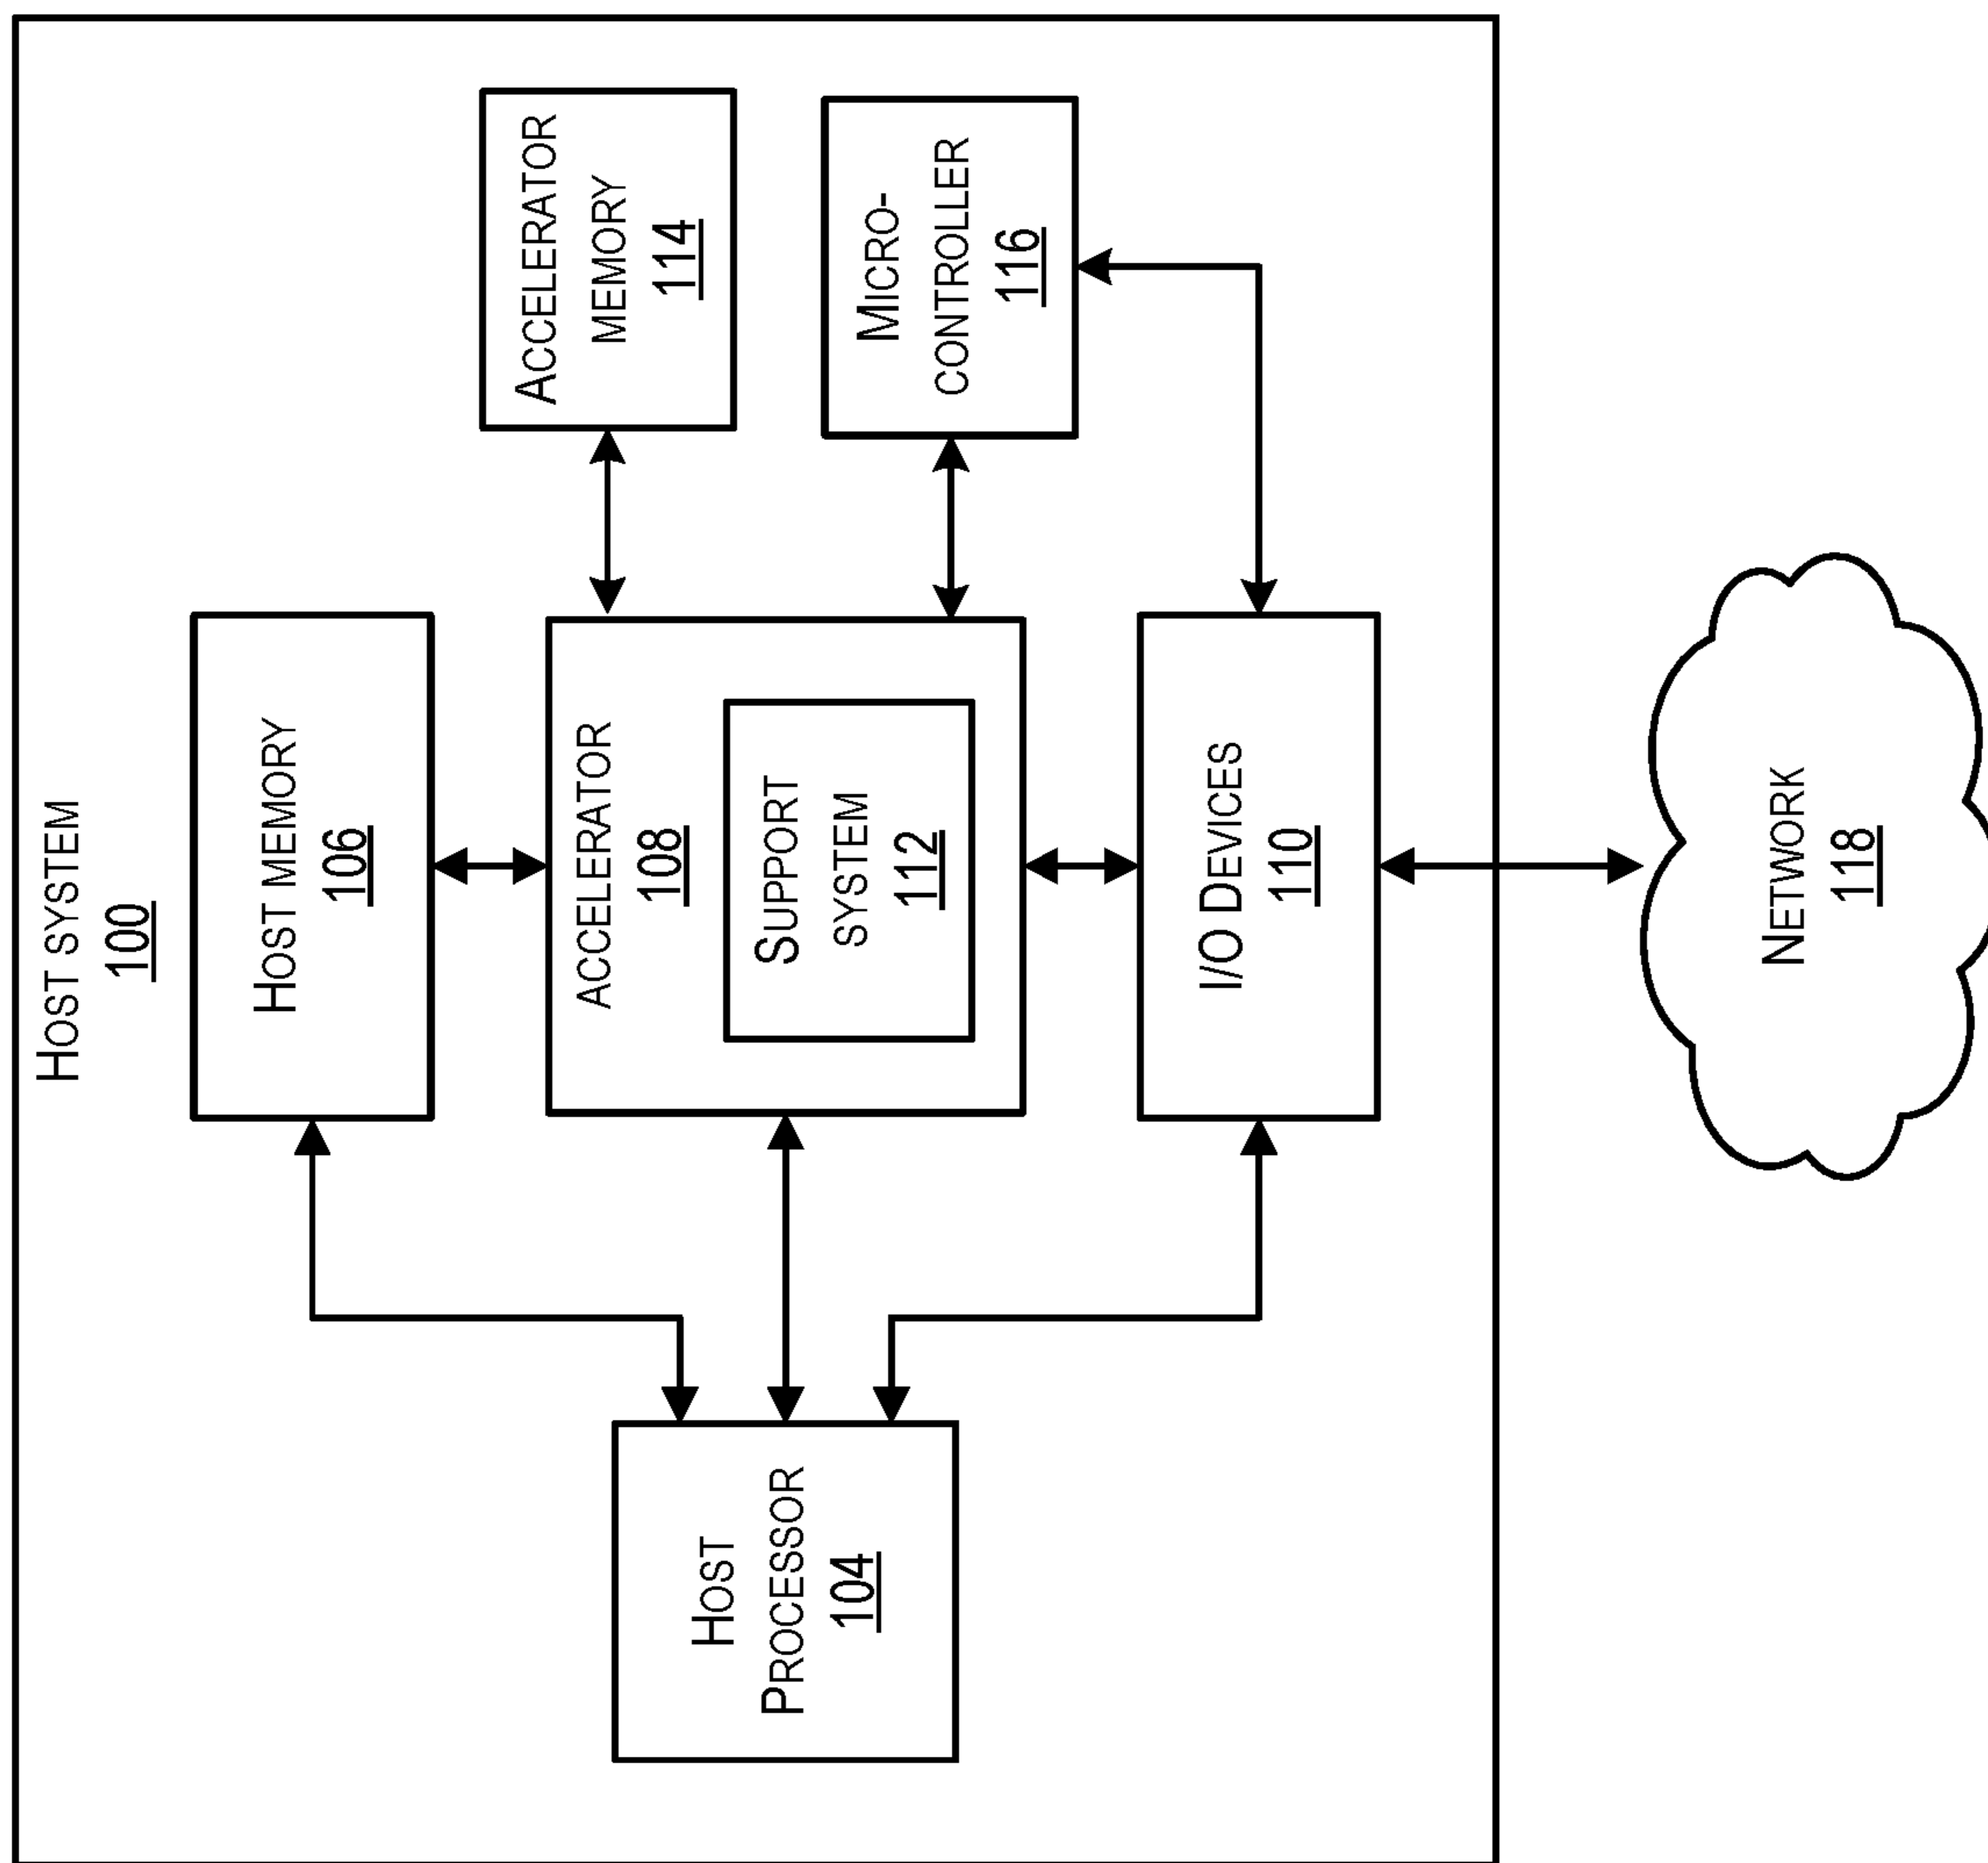 HOST SYSTEM
100
HOST MEMORY
106
HOST
PROCESSOR
104
ACCELERATOR
108
SUPPORT
SYSTEM
112
ACCELERATOR
MEMORY
114
MICRO-
CONTROLLER
116
I/O DEVICES
110
NETWORK
118